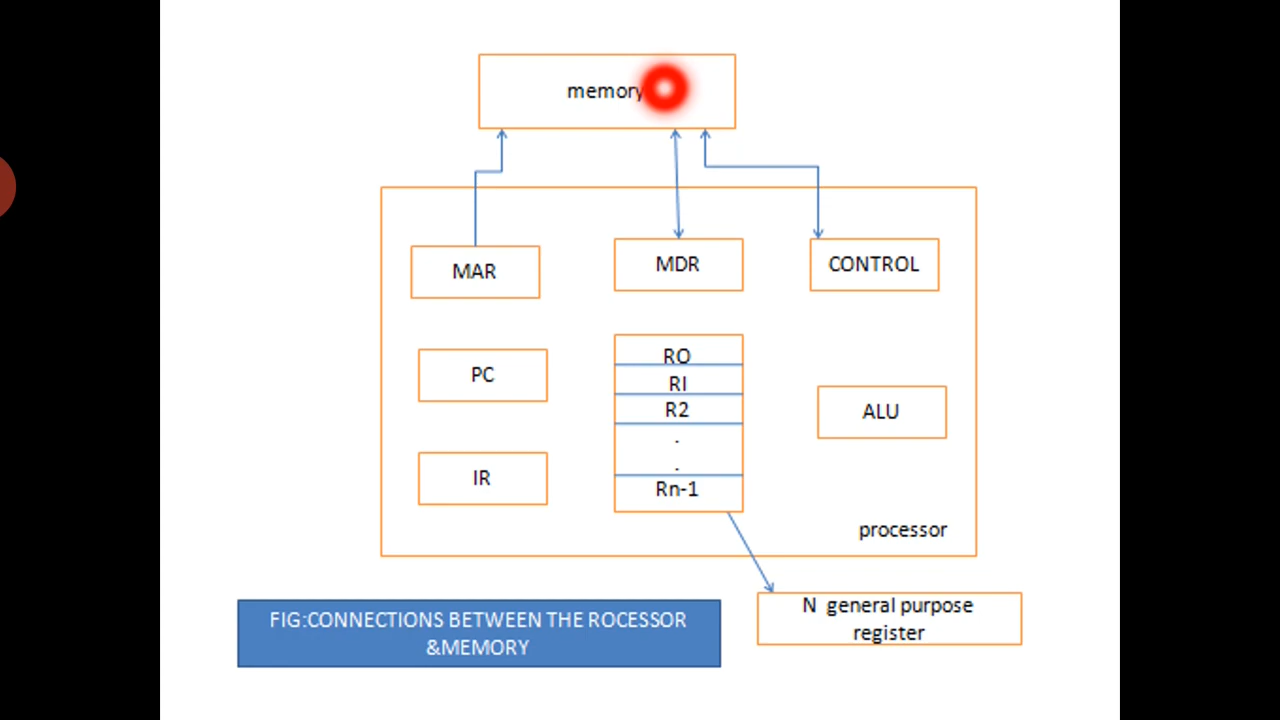 memory
MAR
MDR
CONTROL
PC
RO
RI
R2
.
.
Rn-1
ALU
IR
processor
N general purpose
register
FIG:CONNECTIONS BETWEEN THE ROCESSOR
&MEMORY